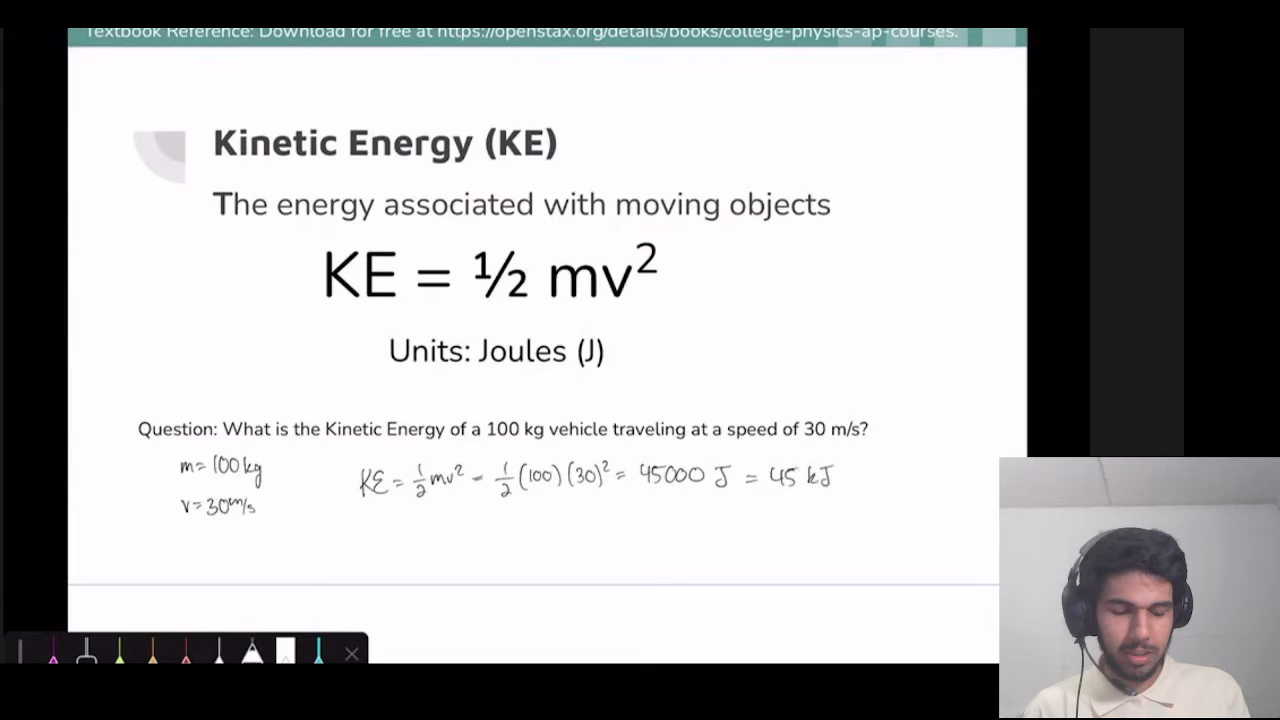 Textbook Reference: Download for free at https://openstax.org/details/books/college-physics-ap-courses.
Kinetic Energy (KE)
The energy associated with moving objects
KE = ½ mv²
Units: Joules (J)
Question: What is the Kinetic Energy of a 100 kg vehicle traveling at a speed of 30 m/s?
m = 100 kg
KE = 1/2 mv² = 1/2 (100) (30)² = 45000 J = 45 kJ
v = 30 m/s